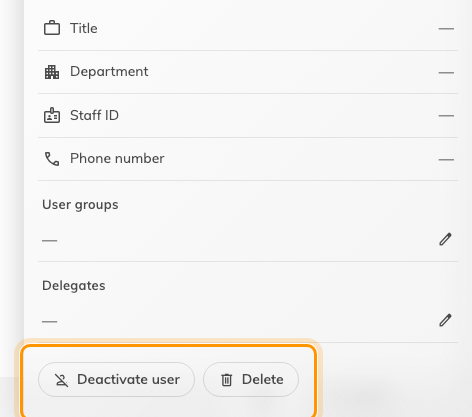 Title —
Department —
Staff ID —
Phone number —
User groups
—
Delegates
—
Deactivate user Delete